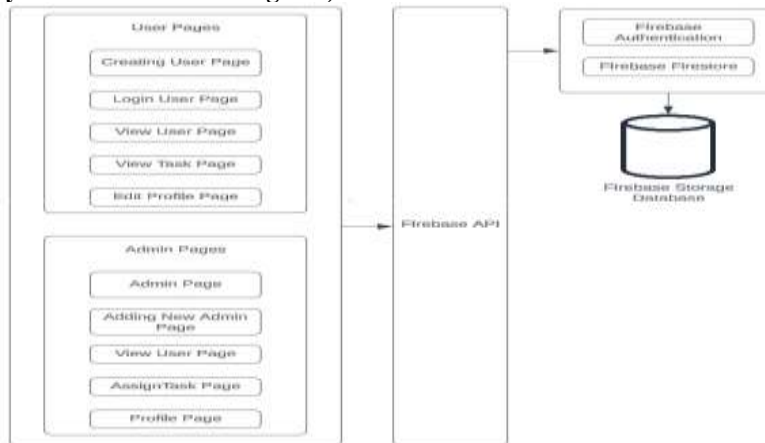 User Pages
Creating User Page
Login User Page
View User Page
View Task Page
Edit Profile Page
Admin Pages
Admin Page
Adding New Admin
Page
View User Page
AssignTask Page
Profile Page
Firebase API
Firebase
Authentication
Firebase Firestore
Firebase Storage
Database